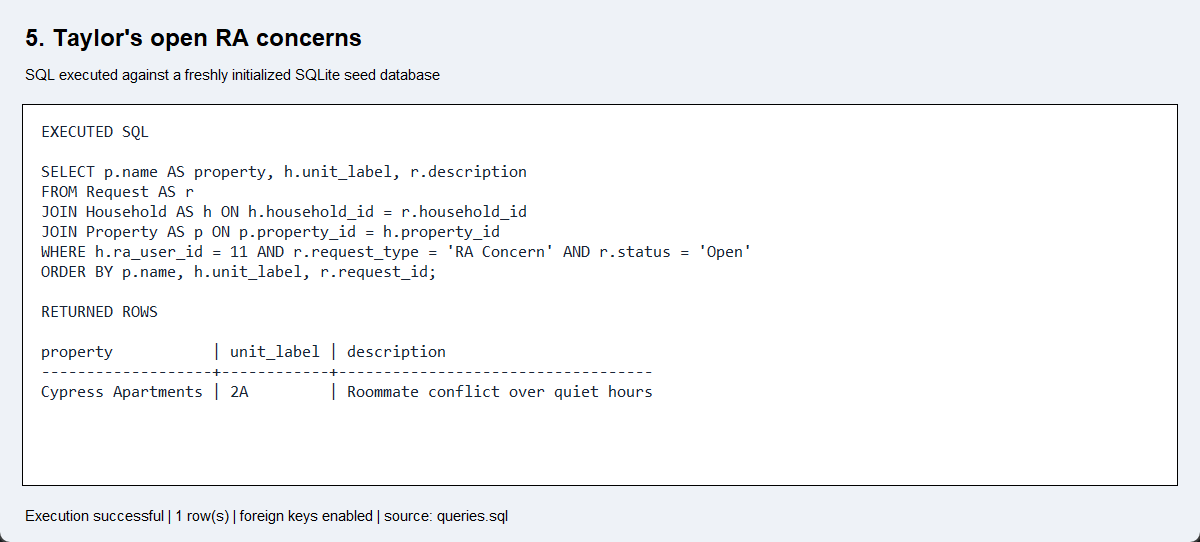 5. Taylor's open RA concerns
SQL executed against a freshly initialized SQLite seed database
EXECUTED SQL
SELECT p.name AS property, h.unit_label, r.description
FROM Request AS r
JOIN Household AS h ON h.household_id = r.household_id
JOIN Property AS p ON p.property_id = h.property_id
WHERE h.ra_user_id = 11 AND r.request_type = 'RA Concern' AND r.status = 'Open'
ORDER BY p.name, h.unit_label, r.request_id;
RETURNED ROWS
property           | unit_label | description
-------------------+------------+-----------------------------------
Cypress Apartments | 2A         | Roommate conflict over quiet hours
Execution successful | 1 row(s) | foreign keys enabled | source: queries.sql